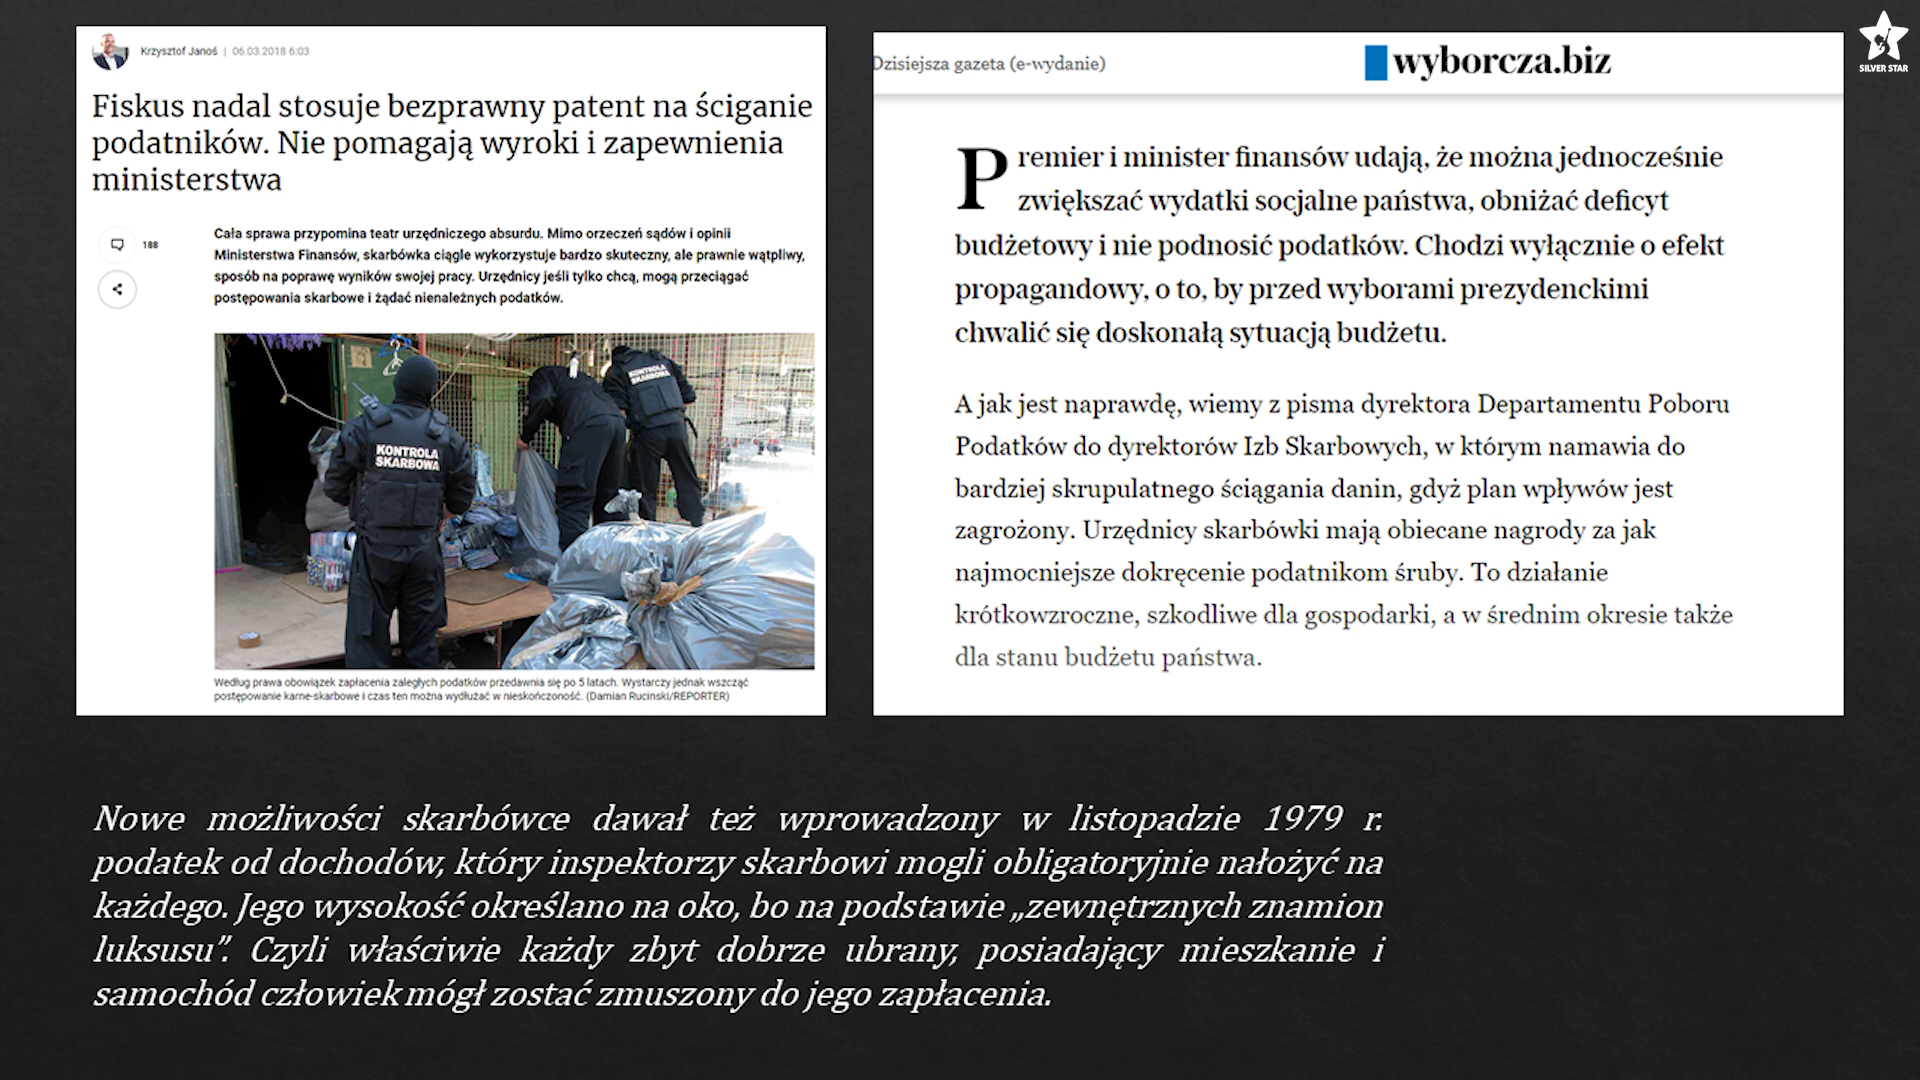 Krzysztof Janoś | 06.03.2018 6:03
Fiskus nadal stosuje bezprawny patent na ściganie
podatników. Nie pomagają wyroki i zapewnienia
ministerstwa
188
Cała sprawa przypomina teatr urzędniczego absurdu. Mimo orzeczeń sądów i opinii
Ministerstwa Finansów, skarbówka ciągle wykorzystuje bardzo skuteczny, ale prawnie wątpliwy,
sposób na poprawę wyników swojej pracy. Urzędnicy jeśli tylko chcą, mogą przeciągać
postępowania skarbowe i żądać nienależnych podatków.
KONTROLA
SKARBOWA
KONTROLA
SKARBOWA
Według prawa obowiązek zapłacenia zaległych podatków przedawnia się po 5 latach. Wystarczy jednak wszcząć
postępowanie karne-skarbowe i czas ten można wydłużać w nieskończoność. (Damian Rucinski/REPORTER)
Dzisiejsza gazeta (e-wydanie)
wyborcza.biz
Premier i minister finansów udają, że można jednocześnie
zwiększać wydatki socjalne państwa, obniżać deficyt
budżetowy i nie podnosić podatków. Chodzi wyłącznie o efekt
propagandowy, o to, by przed wyborami prezydenckimi
chwalić się doskonałą sytuacją budżetu.
A jak jest naprawdę, wiemy z pisma dyrektora Departamentu Poboru
Podatków do dyrektorów Izb Skarbowych, w którym namawia do
bardziej skrupulatnego ściągania danin, gdyż plan wpływów jest
zagrożony. Urzędnicy skarbówki mają obiecane nagrody za jak
najmocniejsze dokręcenie podatnikom śruby. To działanie
krótkowzroczne, szkodliwe dla gospodarki, a w średnim okresie także
dla stanu budżetu państwa.
SILVER STAR
Nowe możliwości skarbówce dawał też wprowadzony w listopadzie 1979 r.
podatek od dochodów, który inspektorzy skarbowi mogli obligatoryjnie nałożyć na
każdego. Jego wysokość określano na oko, bo na podstawie „zewnętrznych znamion
luksusu”. Czyli właściwie każdy zbyt dobrze ubrany, posiadający mieszkanie i
samochód człowiek mógł zostać zmuszony do jego zapłacenia.